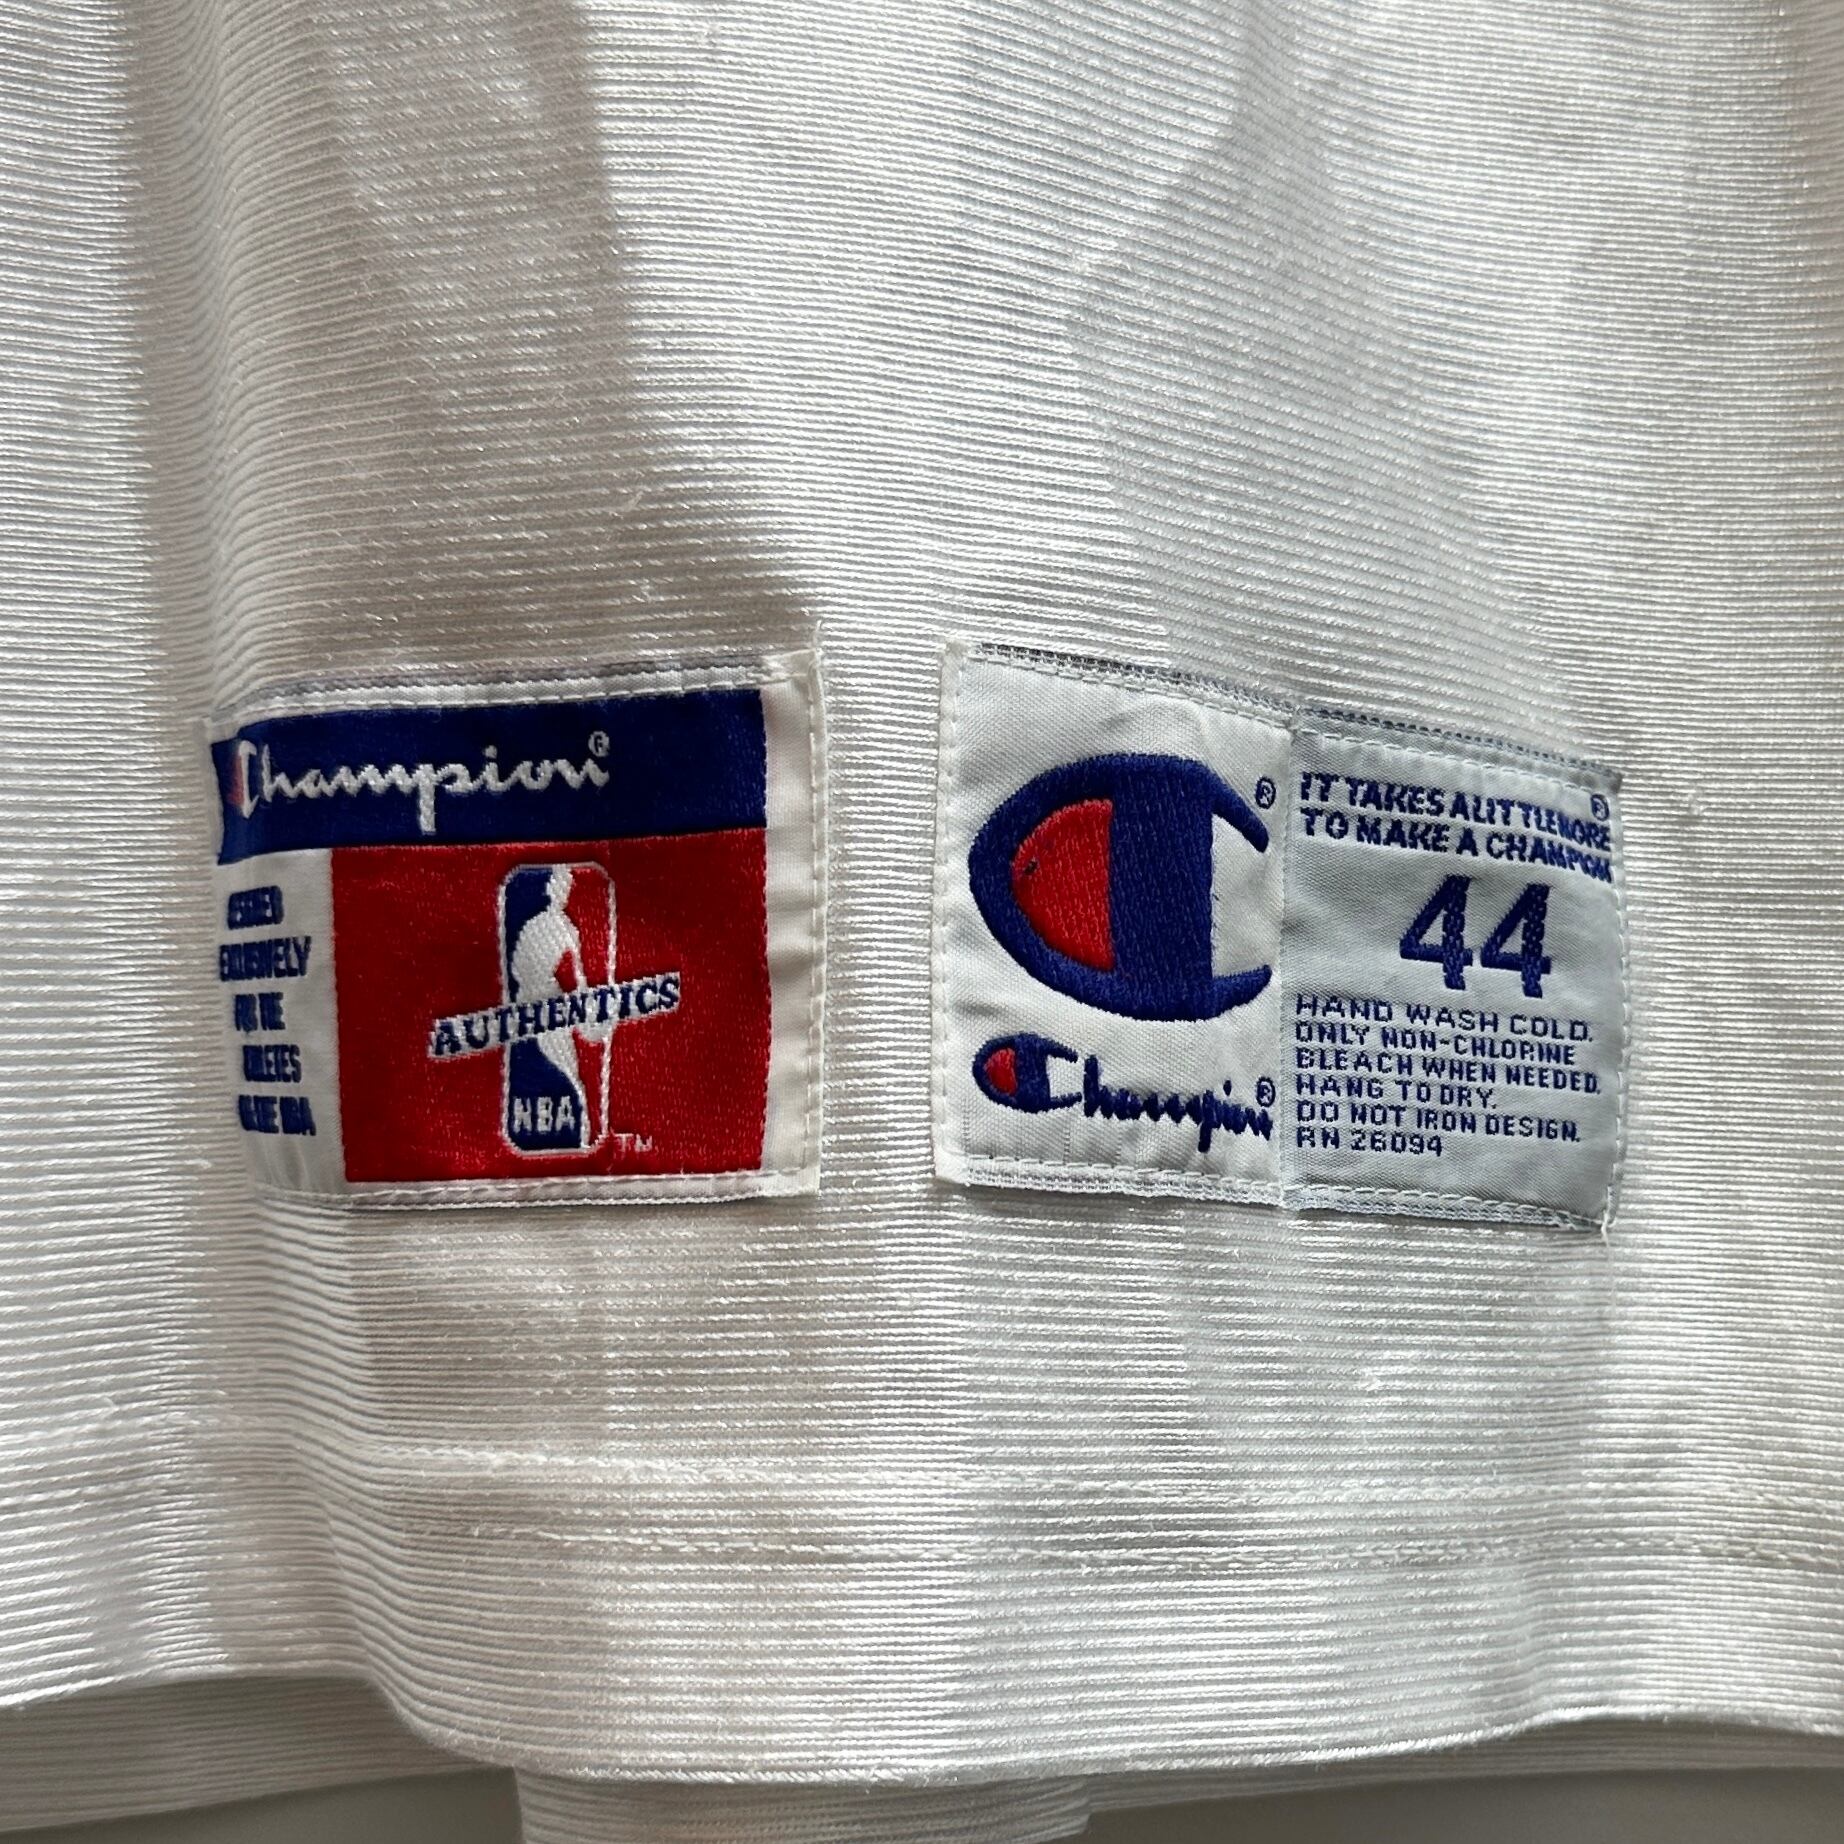 Champion®
DESIGNED
EXCLUSIVELY
FOR THE
ATHLETES
OF THE NBA
AUTHENTICS
NBA
TM
®
Champion®
IT TAKES A LITTLE MORE®
TO MAKE A CHAMPION
44
HAND WASH COLD.
ONLY NON-CHLORINE
BLEACH WHEN NEEDED.
HANG TO DRY.
DO NOT IRON DESIGN.
RN 26094